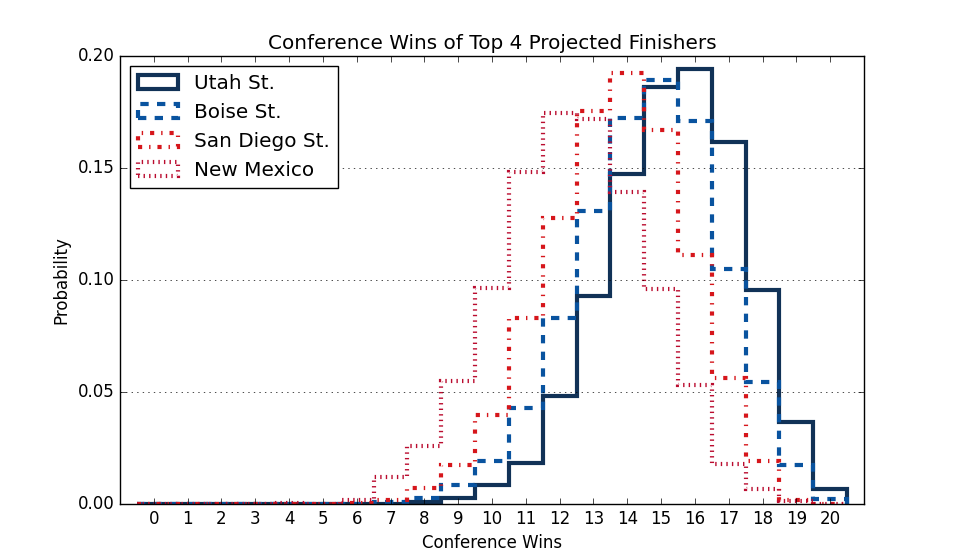 Conference Wins of Top 4 Projected Finishers
0.20
Utah St.
Boise St.
San Diego St.
New Mexico
0.15
0.10
0.05
0.00
Probability
0 1 2 3 4 5 6 7 8 9 10 11 12 13 14 15 16 17 18 19 20
Conference Wins